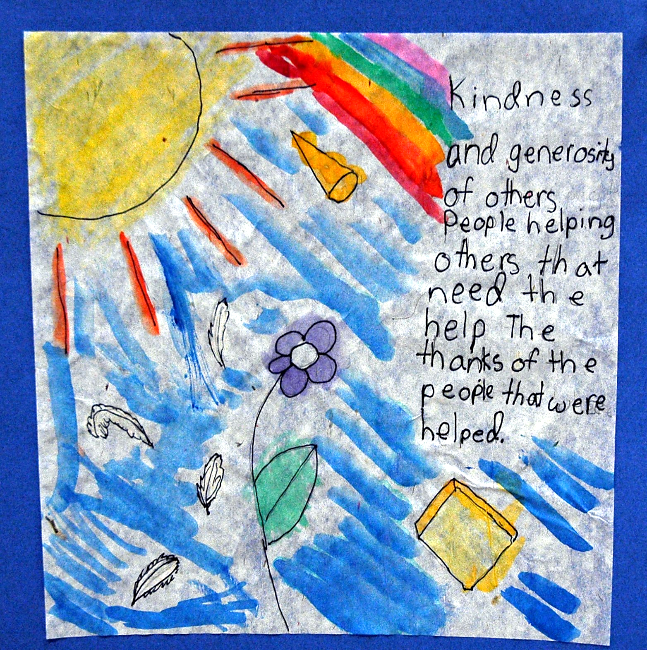 Kindness
and generosity
of others
People helping
others that
need the
help The
thanks of the
people that were
helped.